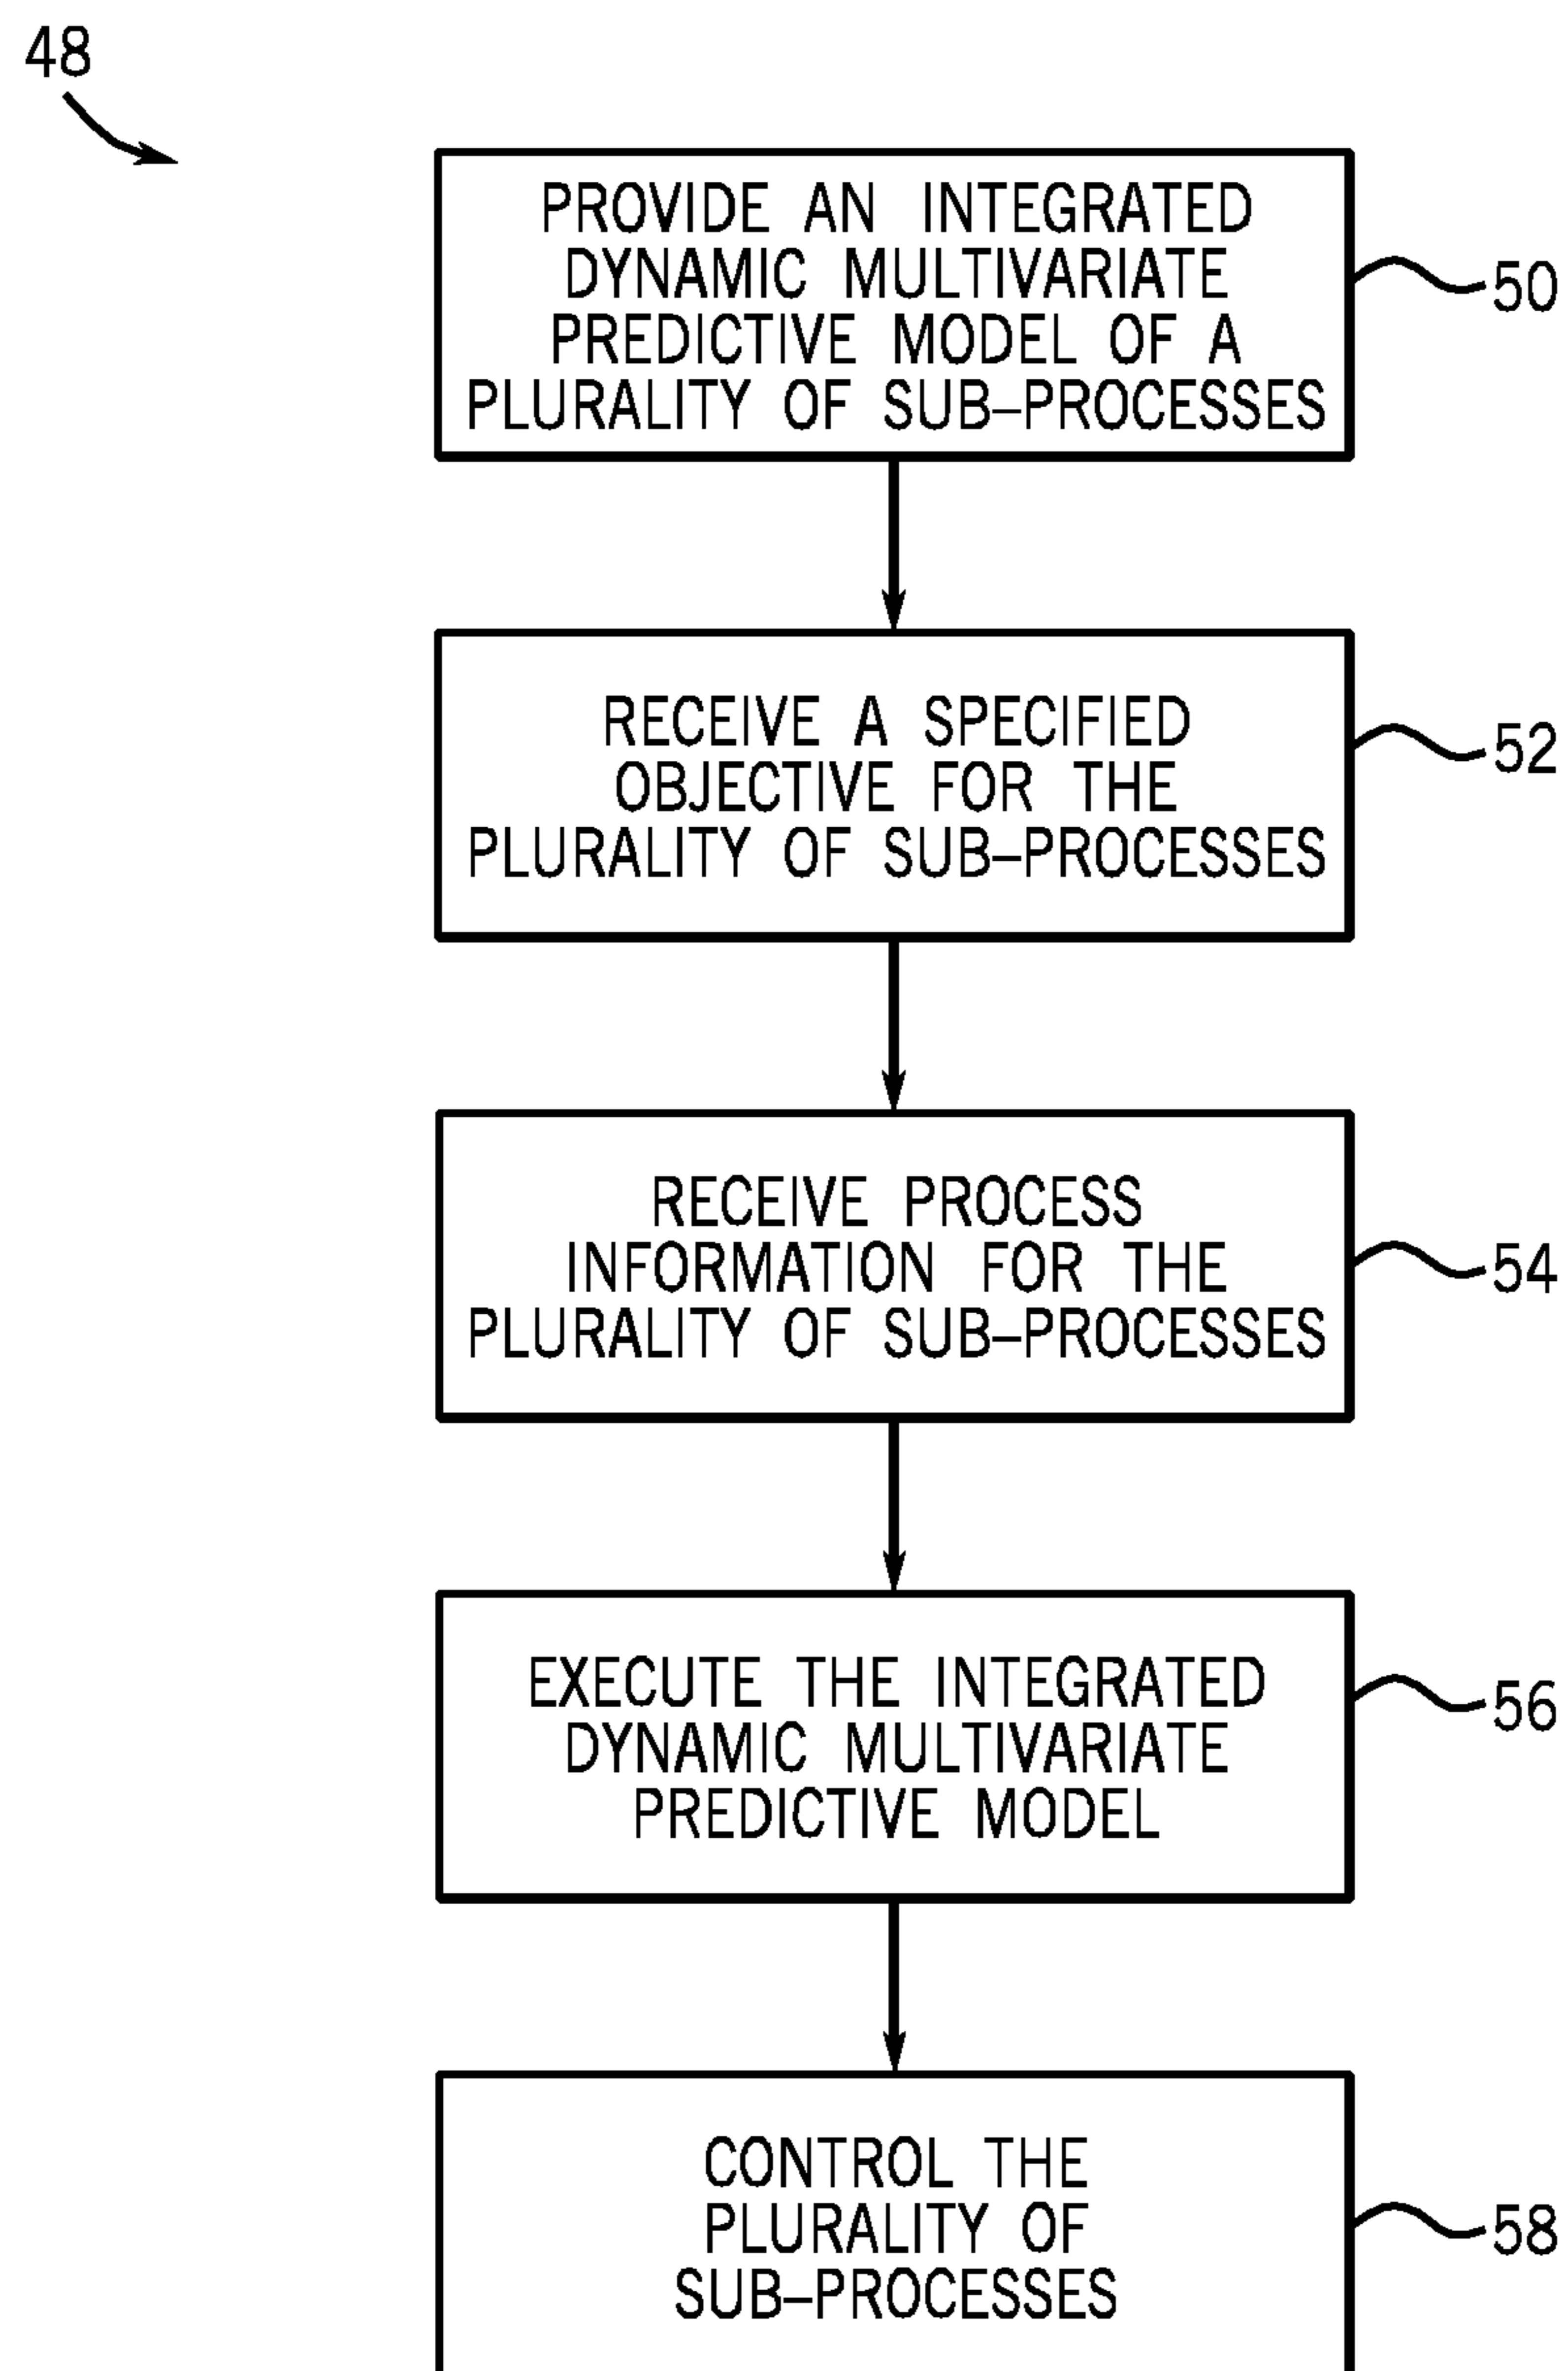 48
PROVIDE AN INTEGRATED
DYNAMIC MULTIVARIATE
PREDICTIVE MODEL OF A
PLURALITY OF SUB–PROCESSES
50
RECEIVE A SPECIFIED
OBJECTIVE FOR THE
PLURALITY OF SUB–PROCESSES
52
RECEIVE PROCESS
INFORMATION FOR THE
PLURALITY OF SUB–PROCESSES
54
EXECUTE THE INTEGRATED
DYNAMIC MULTIVARIATE
PREDICTIVE MODEL
56
CONTROL THE
PLURALITY OF
SUB–PROCESSES
58